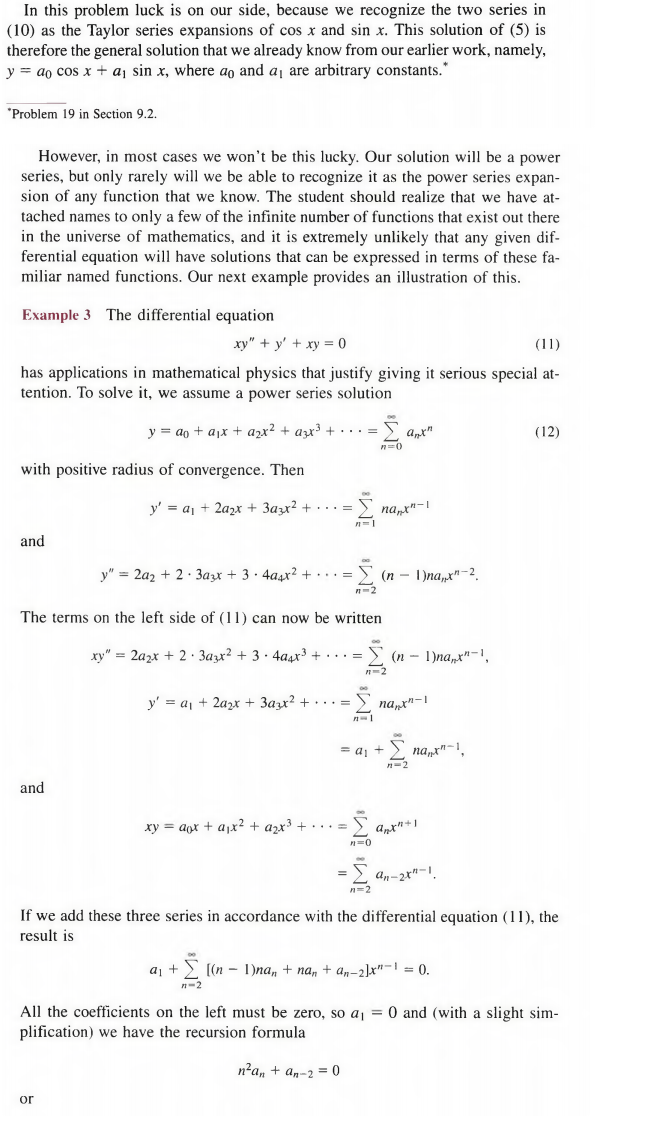 In this problem luck is on our side, because we recognize the two series in
(10) as the Taylor series expansions of cos x and sin x. This solution of (5) is
therefore the general solution that we already know from our earlier work, namely,
y = a₀ cos x + a₁ sin x, where a₀ and a₁ are arbitrary constants.*
*Problem 19 in Section 9.2.
However, in most cases we won't be this lucky. Our solution will be a power
series, but only rarely will we be able to recognize it as the power series expan-
sion of any function that we know. The student should realize that we have at-
tached names to only a few of the infinite number of functions that exist out there
in the universe of mathematics, and it is extremely unlikely that any given dif-
ferential equation will have solutions that can be expressed in terms of these fa-
miliar named functions. Our next example provides an illustration of this.
Example 3 The differential equation
xy″ + y′ + xy = 0 (11)
has applications in mathematical physics that justify giving it serious special at-
tention. To solve it, we assume a power series solution
y = a₀ + a₁x + a₂x² + a₃x³ + · · · = ∑_{n=0}^{∞} aₙxⁿ (12)
with positive radius of convergence. Then
y′ = a₁ + 2a₂x + 3a₃x² + · · · = ∑_{n=1}^{∞} naₙxⁿ⁻¹
and
y″ = 2a₂ + 2 · 3a₃x + 3 · 4a₄x² + · · · = ∑_{n=2}^{∞} (n − 1)naₙxⁿ⁻².
The terms on the left side of (11) can now be written
xy″ = 2a₂x + 2 · 3a₃x² + 3 · 4a₄x³ + · · · = ∑_{n=2}^{∞} (n − 1)naₙxⁿ⁻¹,
y′ = a₁ + 2a₂x + 3a₃x² + · · · = ∑_{n=1}^{∞} naₙxⁿ⁻¹
= a₁ + ∑_{n=2}^{∞} naₙxⁿ⁻¹,
and
xy = a₀x + a₁x² + a₂x³ + · · · = ∑_{n=0}^{∞} aₙxⁿ⁺¹
= ∑_{n=2}^{∞} aₙ₋₂xⁿ⁻¹.
If we add these three series in accordance with the differential equation (11), the
result is
a₁ + ∑_{n=2}^{∞} [(n − 1)naₙ + naₙ + aₙ₋₂]xⁿ⁻¹ = 0.
All the coefficients on the left must be zero, so a₁ = 0 and (with a slight sim-
plification) we have the recursion formula
n²aₙ + aₙ₋₂ = 0
or